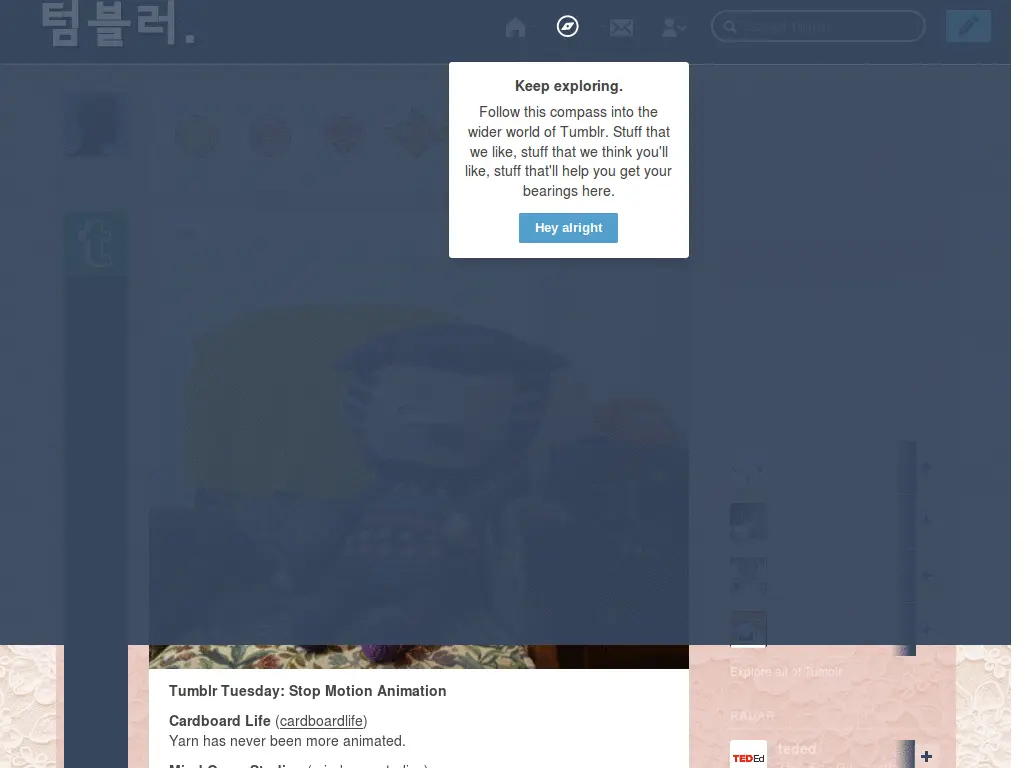 텀블러.
Keep exploring.
Follow this compass into the
wider world of Tumblr. Stuff that
we like, stuff that we think you'll
like, stuff that'll help you get your
bearings here.
Hey alright
t
Explore all of Tumblr
Tumblr Tuesday: Stop Motion Animation
Cardboard Life (cardboardlife)
Yarn has never been more animated.
RADAR
TEDEd
teded